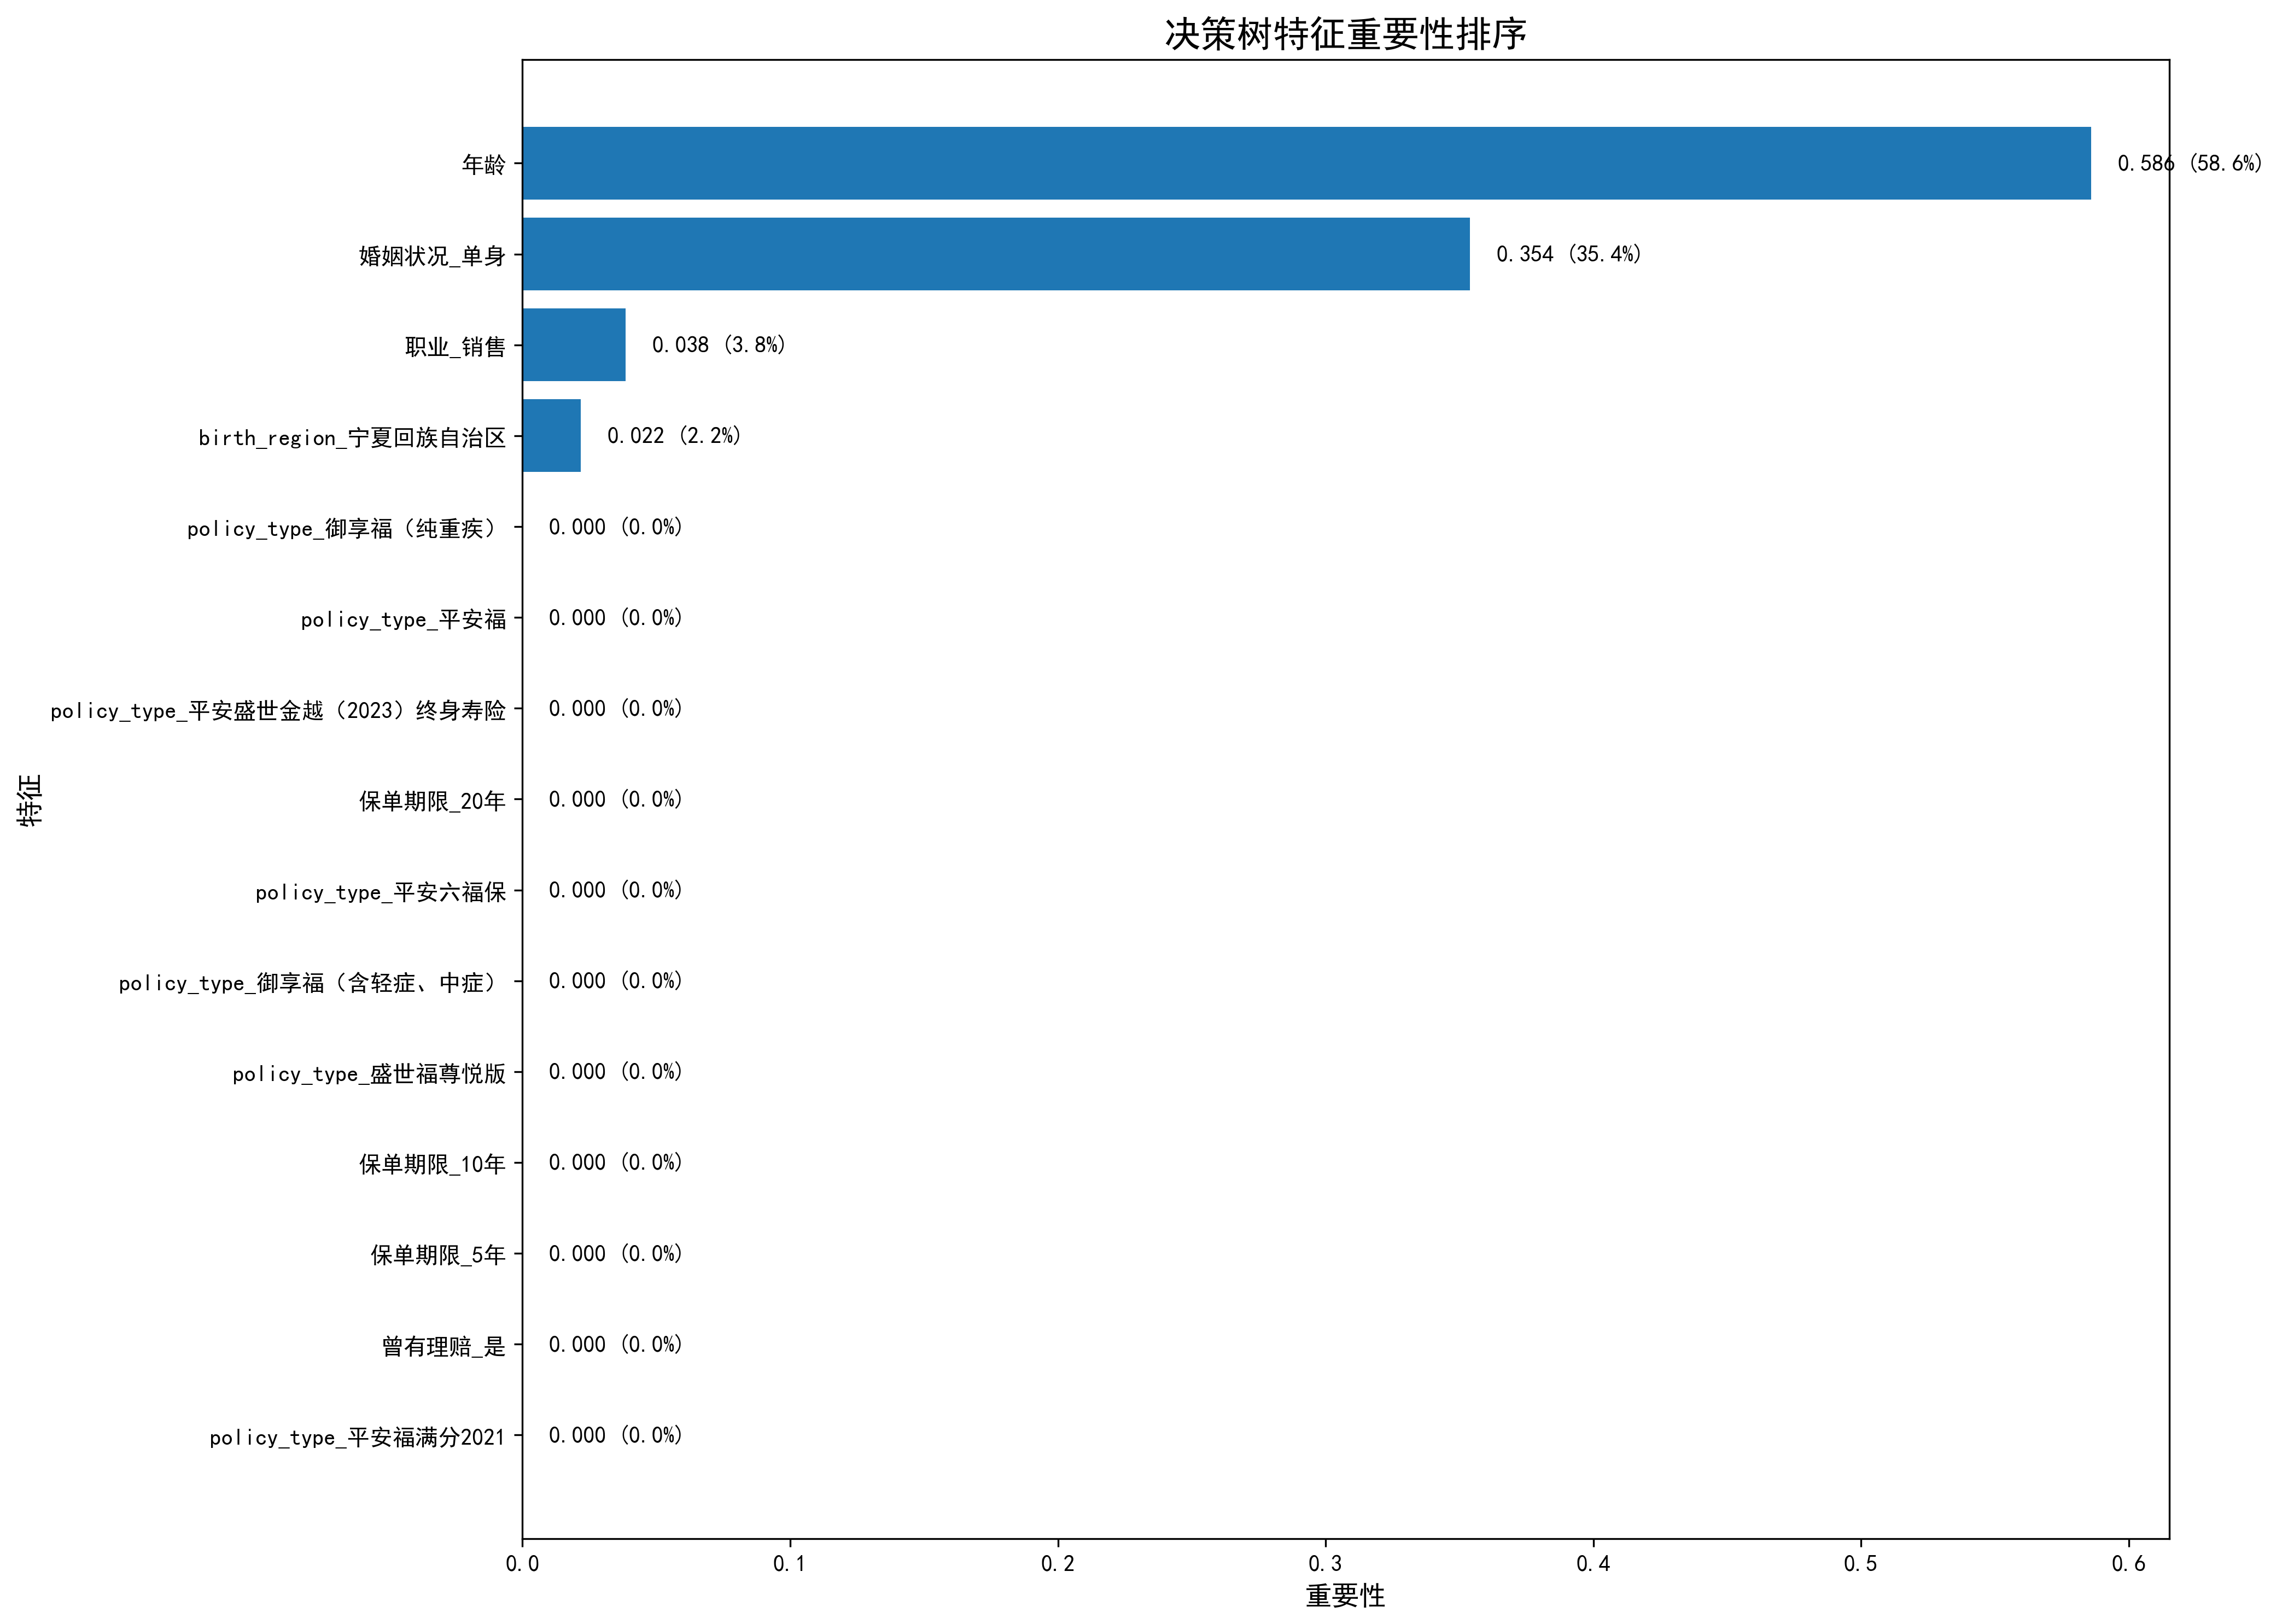 决策树特征重要性排序
年龄
0.586 (58.6%)
婚姻状况_单身
0.354 (35.4%)
职业_销售
0.038 (3.8%)
birth_region_宁夏回族自治区
0.022 (2.2%)
policy_type_御享福（纯重疾）
0.000 (0.0%)
policy_type_平安福
0.000 (0.0%)
policy_type_平安盛世金越（2023）终身寿险
0.000 (0.0%)
保单期限_20年
0.000 (0.0%)
policy_type_平安六福保
0.000 (0.0%)
policy_type_御享福（含轻症、中症）
0.000 (0.0%)
policy_type_盛世福尊悦版
0.000 (0.0%)
保单期限_10年
0.000 (0.0%)
保单期限_5年
0.000 (0.0%)
曾有理赔_是
0.000 (0.0%)
policy_type_平安福满分2021
0.000 (0.0%)
特征
0.0 0.1 0.2 0.3 0.4 0.5 0.6
重要性